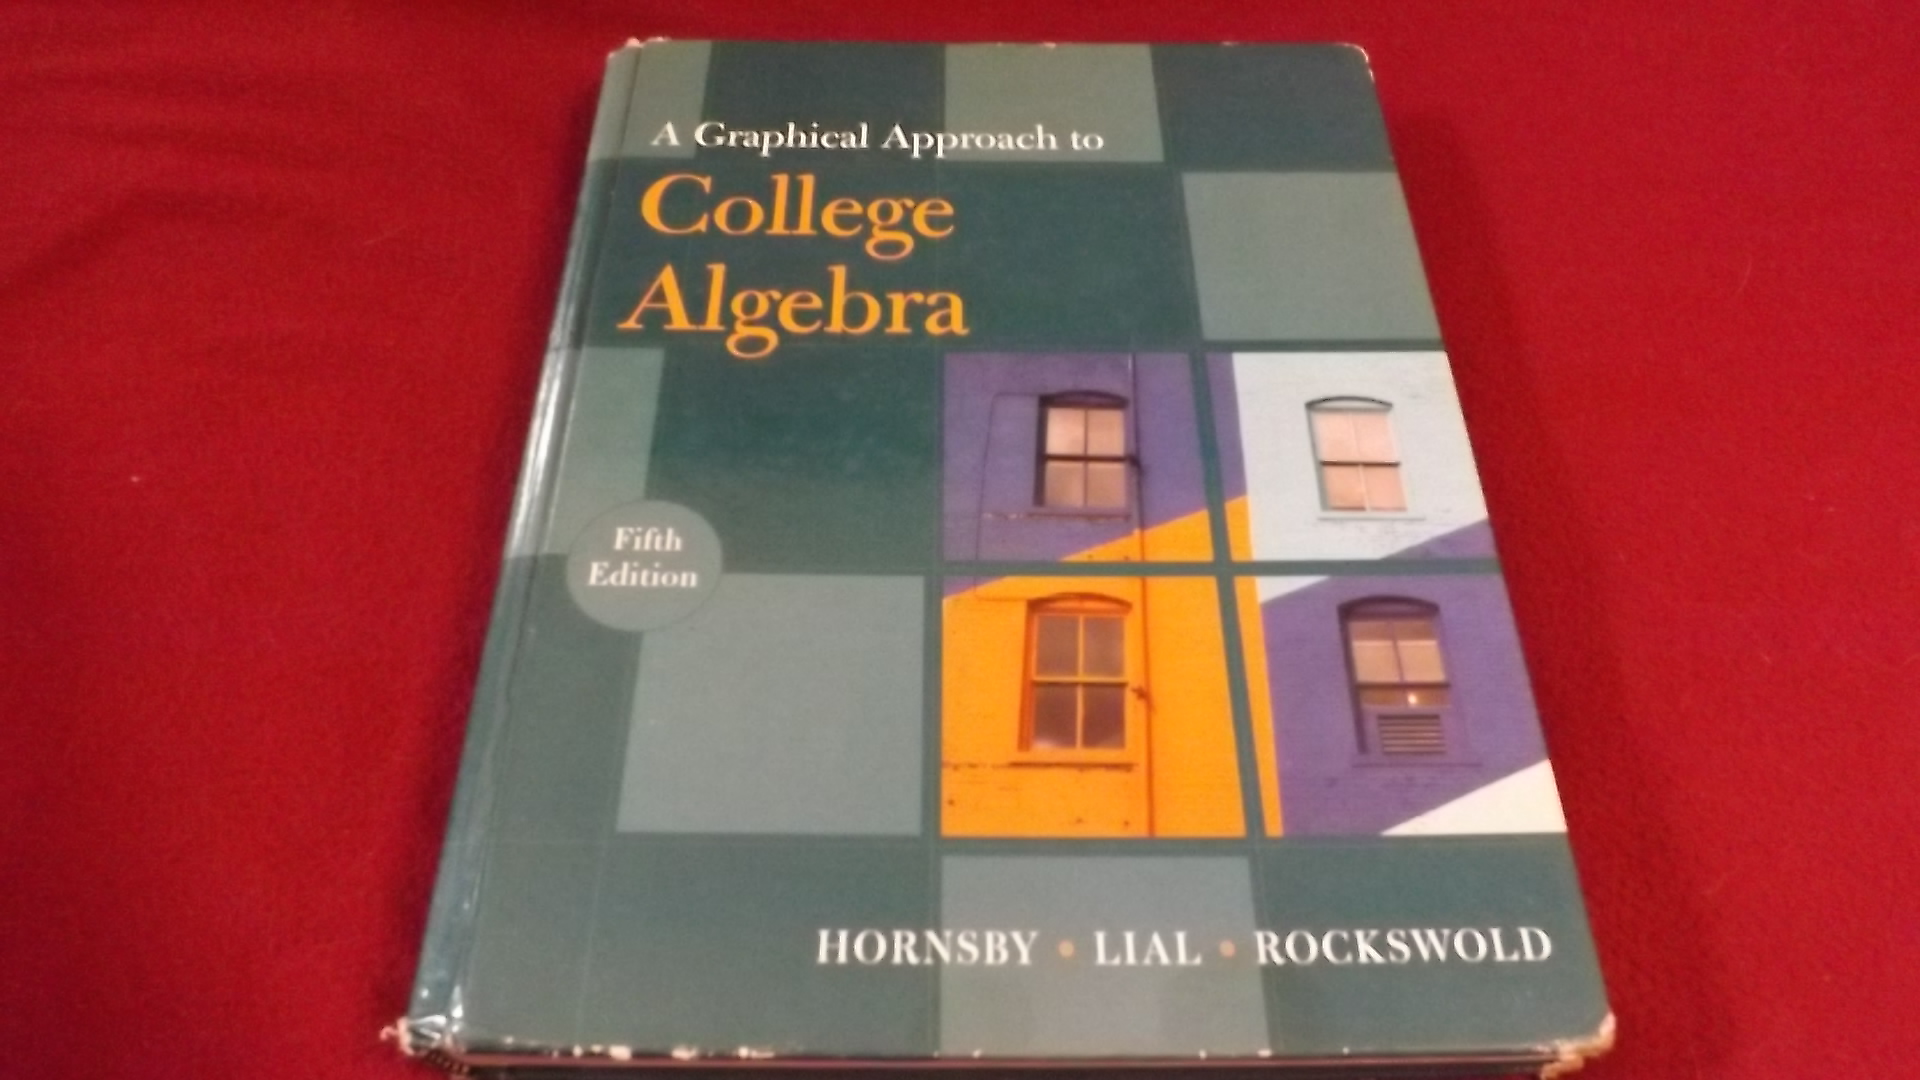 A Graphical Approach to
College
Algebra
Fifth
Edition
HORNSBY • LIAL • ROCKSWOLD